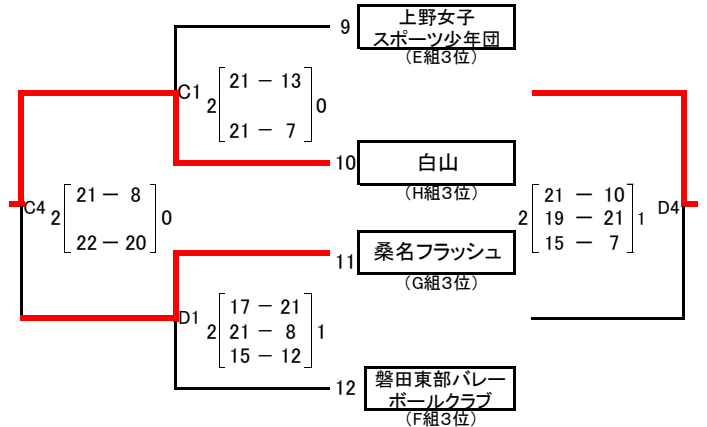 9
上野女子
スポーツ少年団
（E組３位）
C1
2
21 － 13
21 － 7
0
10
白山
（H組３位）
C4
2
21 － 8
22 － 20
0
2
21 － 10
19 － 21
15 － 7
1
D4
11
桑名フラッシュ
（G組３位）
D1
2
17 － 21
21 － 8
15 － 12
1
12
磐田東部バレー
ボールクラブ
（F組３位）